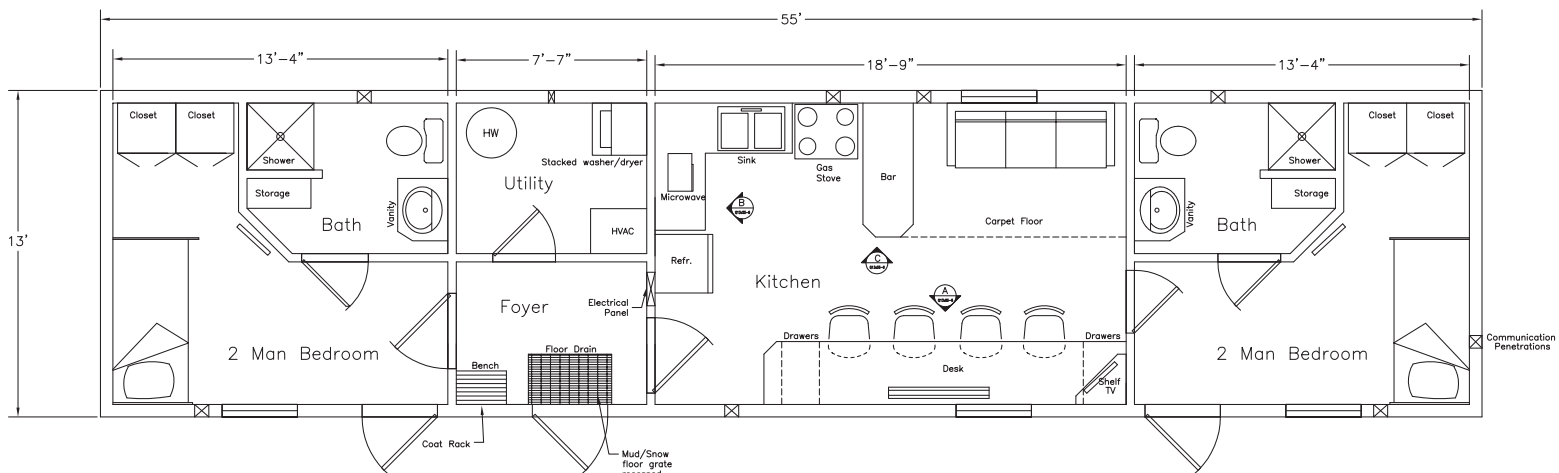 55'
13'-4"
7'-7"
18'-9"
13'-4"
13'
Closet
Closet
Shower
Storage
Bath
Vanity
HW
Stacked washer/dryer
Utility
HVAC
Sink
Gas
Stove
Microwave
B
Bar
Carpet Floor
Refr.
C
Kitchen
A
Electrical
Panel
Foyer
Floor Drain
Bench
2 Man Bedroom
Drawers
Drawers
Desk
Shelf
TV
Closet
Closet
Shower
Storage
Vanity
Bath
2 Man Bedroom
Communication
Penetrations
Coat Rack
Mud/Snow
floor grate